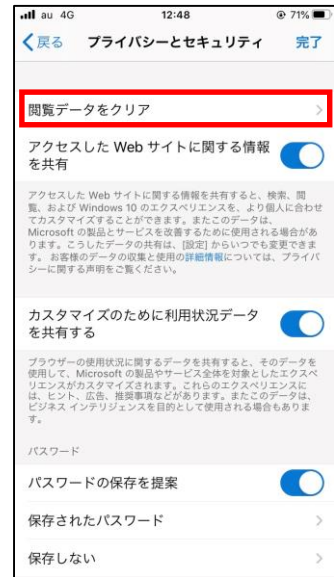 au 4G 12:48 71%
戻る プライバシーとセキュリティ 完了
閲覧データをクリア
アクセスした Web サイトに関する情報
を共有
アクセスした Web サイトに関する情報を共有すると、検索、閲
覧、および Windows 10 のエクスペリエンスを、より個人に合わせ
てカスタマイズすることができます。またこのデータは、
Microsoft の製品とサービスを改善するために使用される場合があ
ります。こうしたデータの共有は、[設定] からいつでも変更できま
す。 お客様のデータの収集と使用の詳細情報については、プライバ
シーに関する声明をご覧ください。
カスタマイズのために利用状況データ
を共有する
ブラウザーの使用状況に関するデータを共有すると、そのデータを
使用して、Microsoft の製品やサービス全体を対象としたエクスペ
リエンスがカスタマイズされます。これらのエクスペリエンスに
は、ヒント、広告、推奨事項などがあります。またこのデータは、
ビジネス インテリジェンスを目的として使用される場合もありま
す。
パスワード
パスワードの保存を提案
保存されたパスワード
保存しない